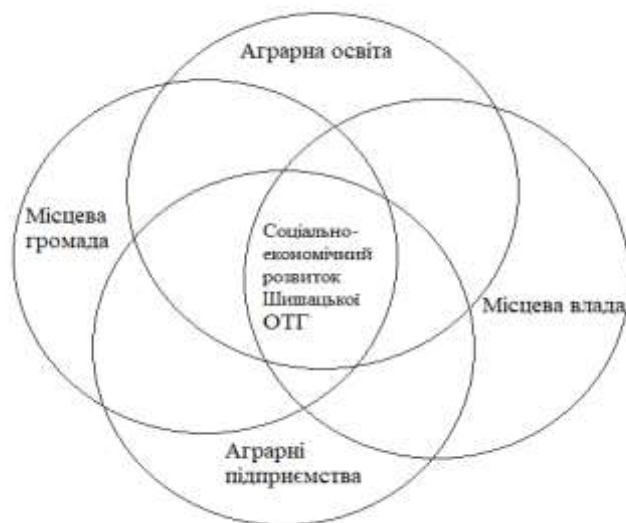 Аграрна освіта
Місцева
громада
Соціально-
економічний
розвиток
Шишацької
ОТГ
Місцева влада
Аграрні
підприємства